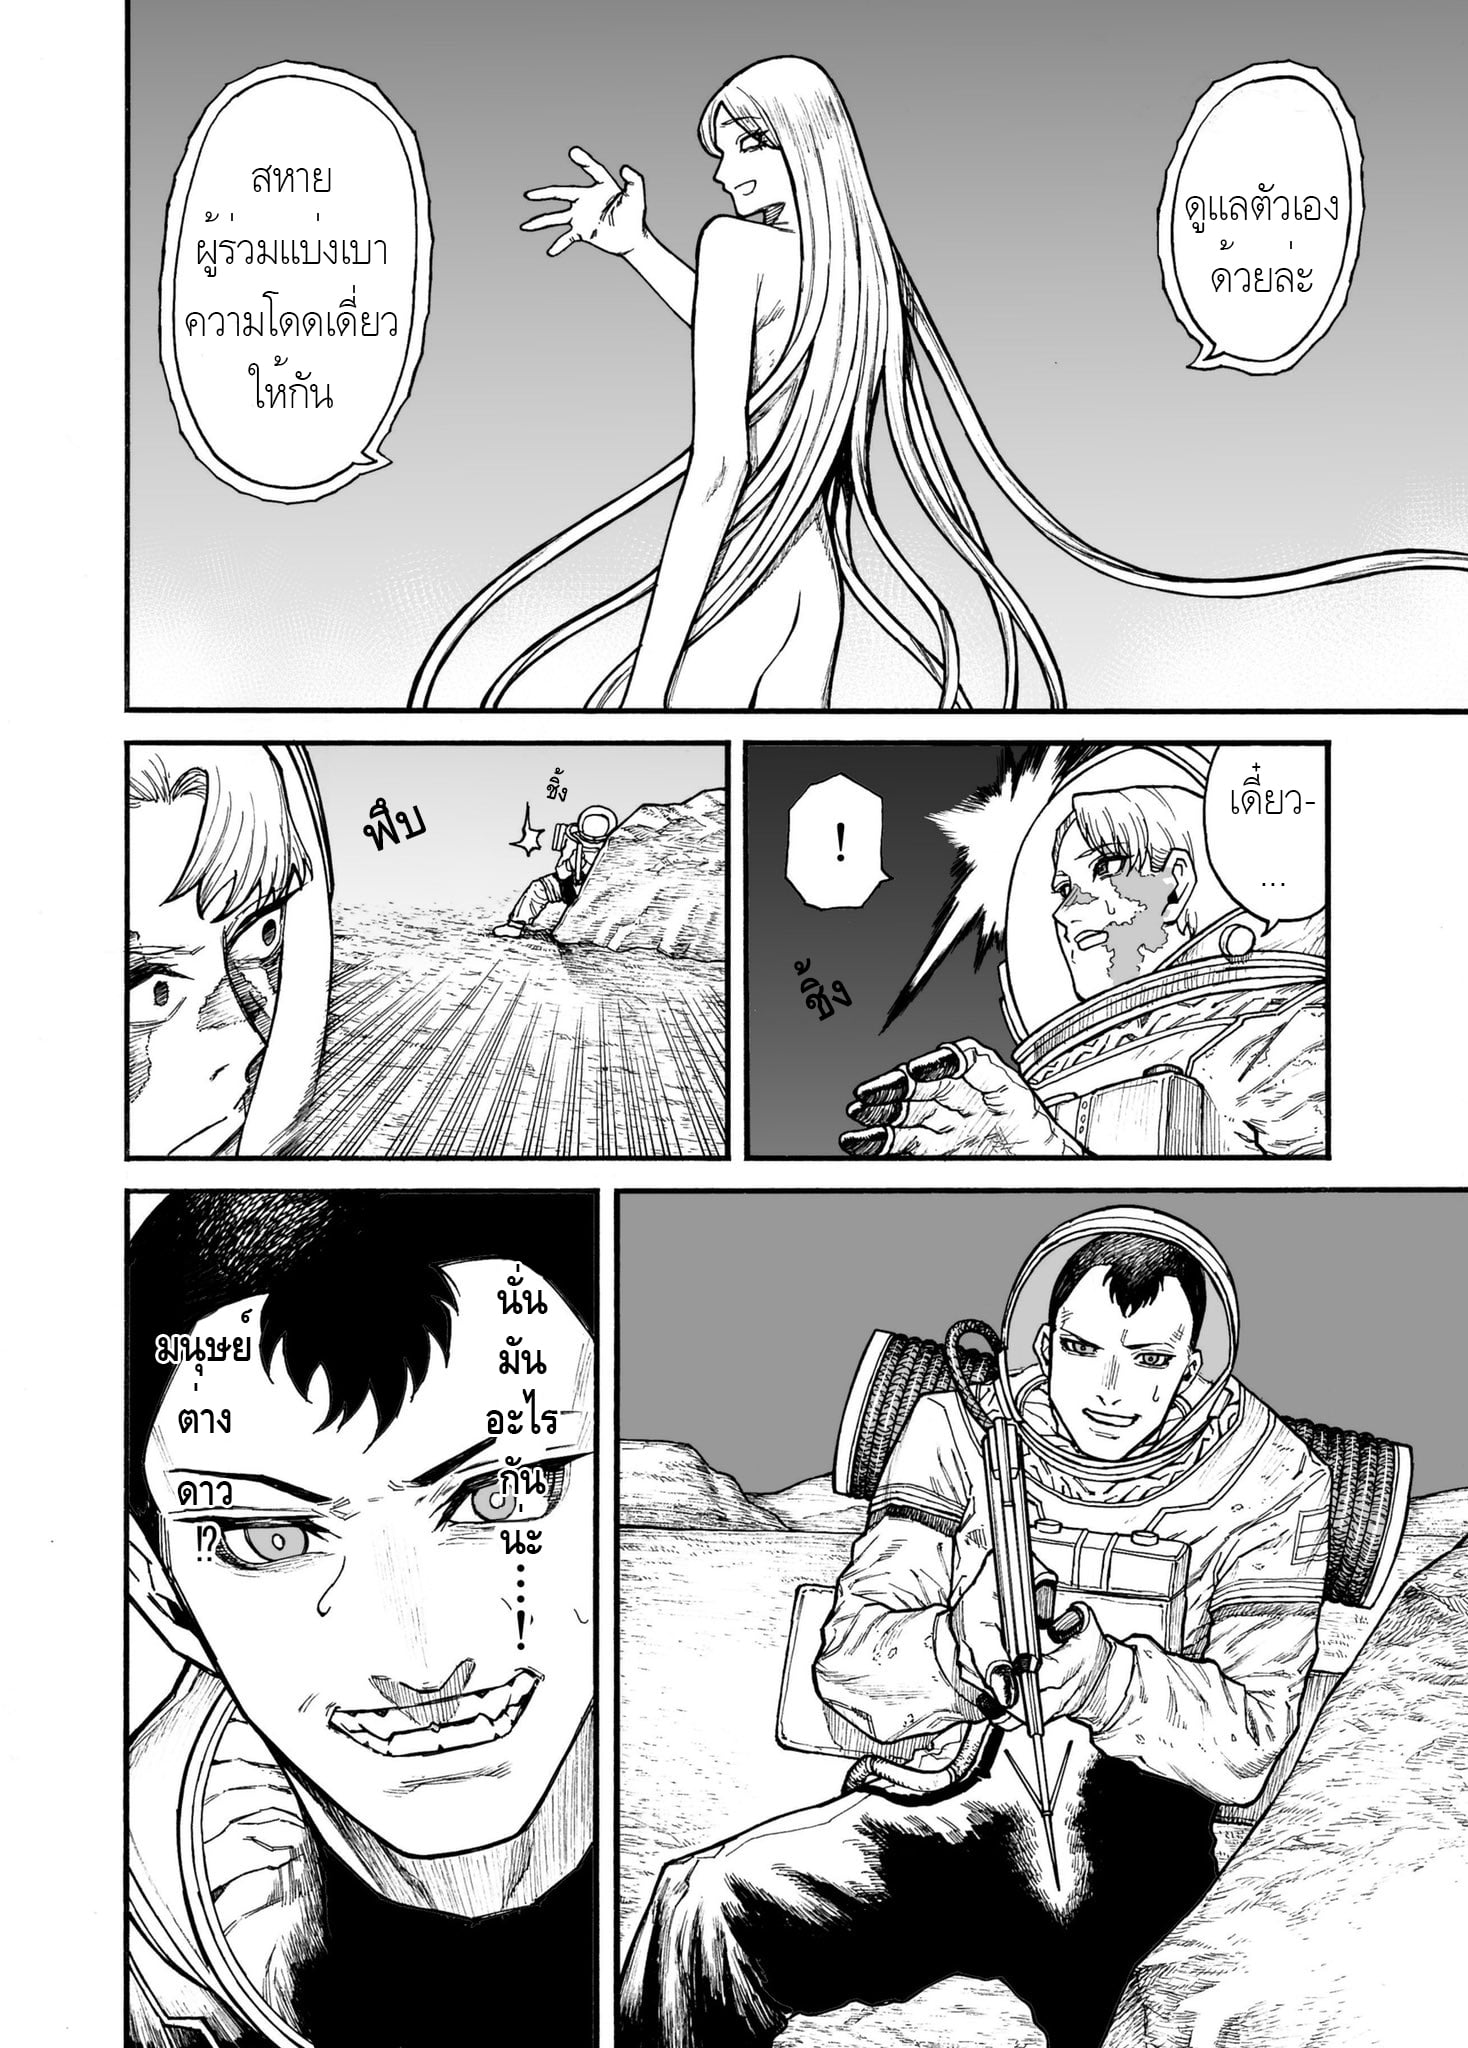 ดูแลตัวเอง
ด้วยล่ะ
สหาย
ผู้ร่วมแบ่งเบา
ความโดดเดี่ยว
ให้กัน
เดี๋ยว-
...
!
ชิ้ง
ชิ้ง
พึบ
นั่น
มัน
อะไร
กัน
น่ะ
....!
มนุษย์
ต่าง
ดาว
!?